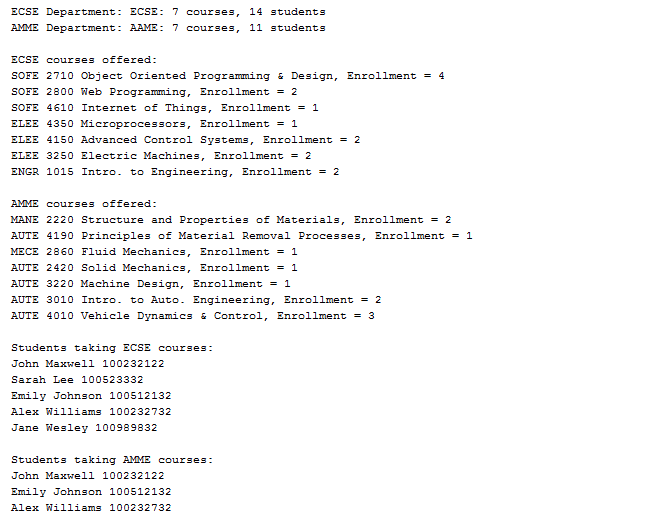 ECSE Department: ECSE: 7 courses, 14 students
AMME Department: AAME: 7 courses, 11 students
ECSE courses offered:
SOFE 2710 Object Oriented Programming & Design, Enrollment = 4
SOFE 2800 Web Programming, Enrollment = 2
SOFE 4610 Internet of Things, Enrollment = 1
ELEE 4350 Microprocessors, Enrollment = 1
ELEE 4150 Advanced Control Systems, Enrollment = 2
ELEE 3250 Electric Machines, Enrollment = 2
ENGR 1015 Intro. to Engineering, Enrollment = 2
AMME courses offered:
MANE 2220 Structure and Properties of Materials, Enrollment = 2
AUTE 4190 Principles of Material Removal Processes, Enrollment = 1
MECE 2860 Fluid Mechanics, Enrollment = 1
AUTE 2420 Solid Mechanics, Enrollment = 1
AUTE 3220 Machine Design, Enrollment = 1
AUTE 3010 Intro. to Auto. Engineering, Enrollment = 2
AUTE 4010 Vehicle Dynamics & Control, Enrollment = 3
Students taking ECSE courses:
John Maxwell 100232122
Sarah Lee 100523332
Emily Johnson 100512132
Alex Williams 100232732
Jane Wesley 100989832
Students taking AMME courses:
John Maxwell 100232122
Emily Johnson 100512132
Alex Williams 100232732